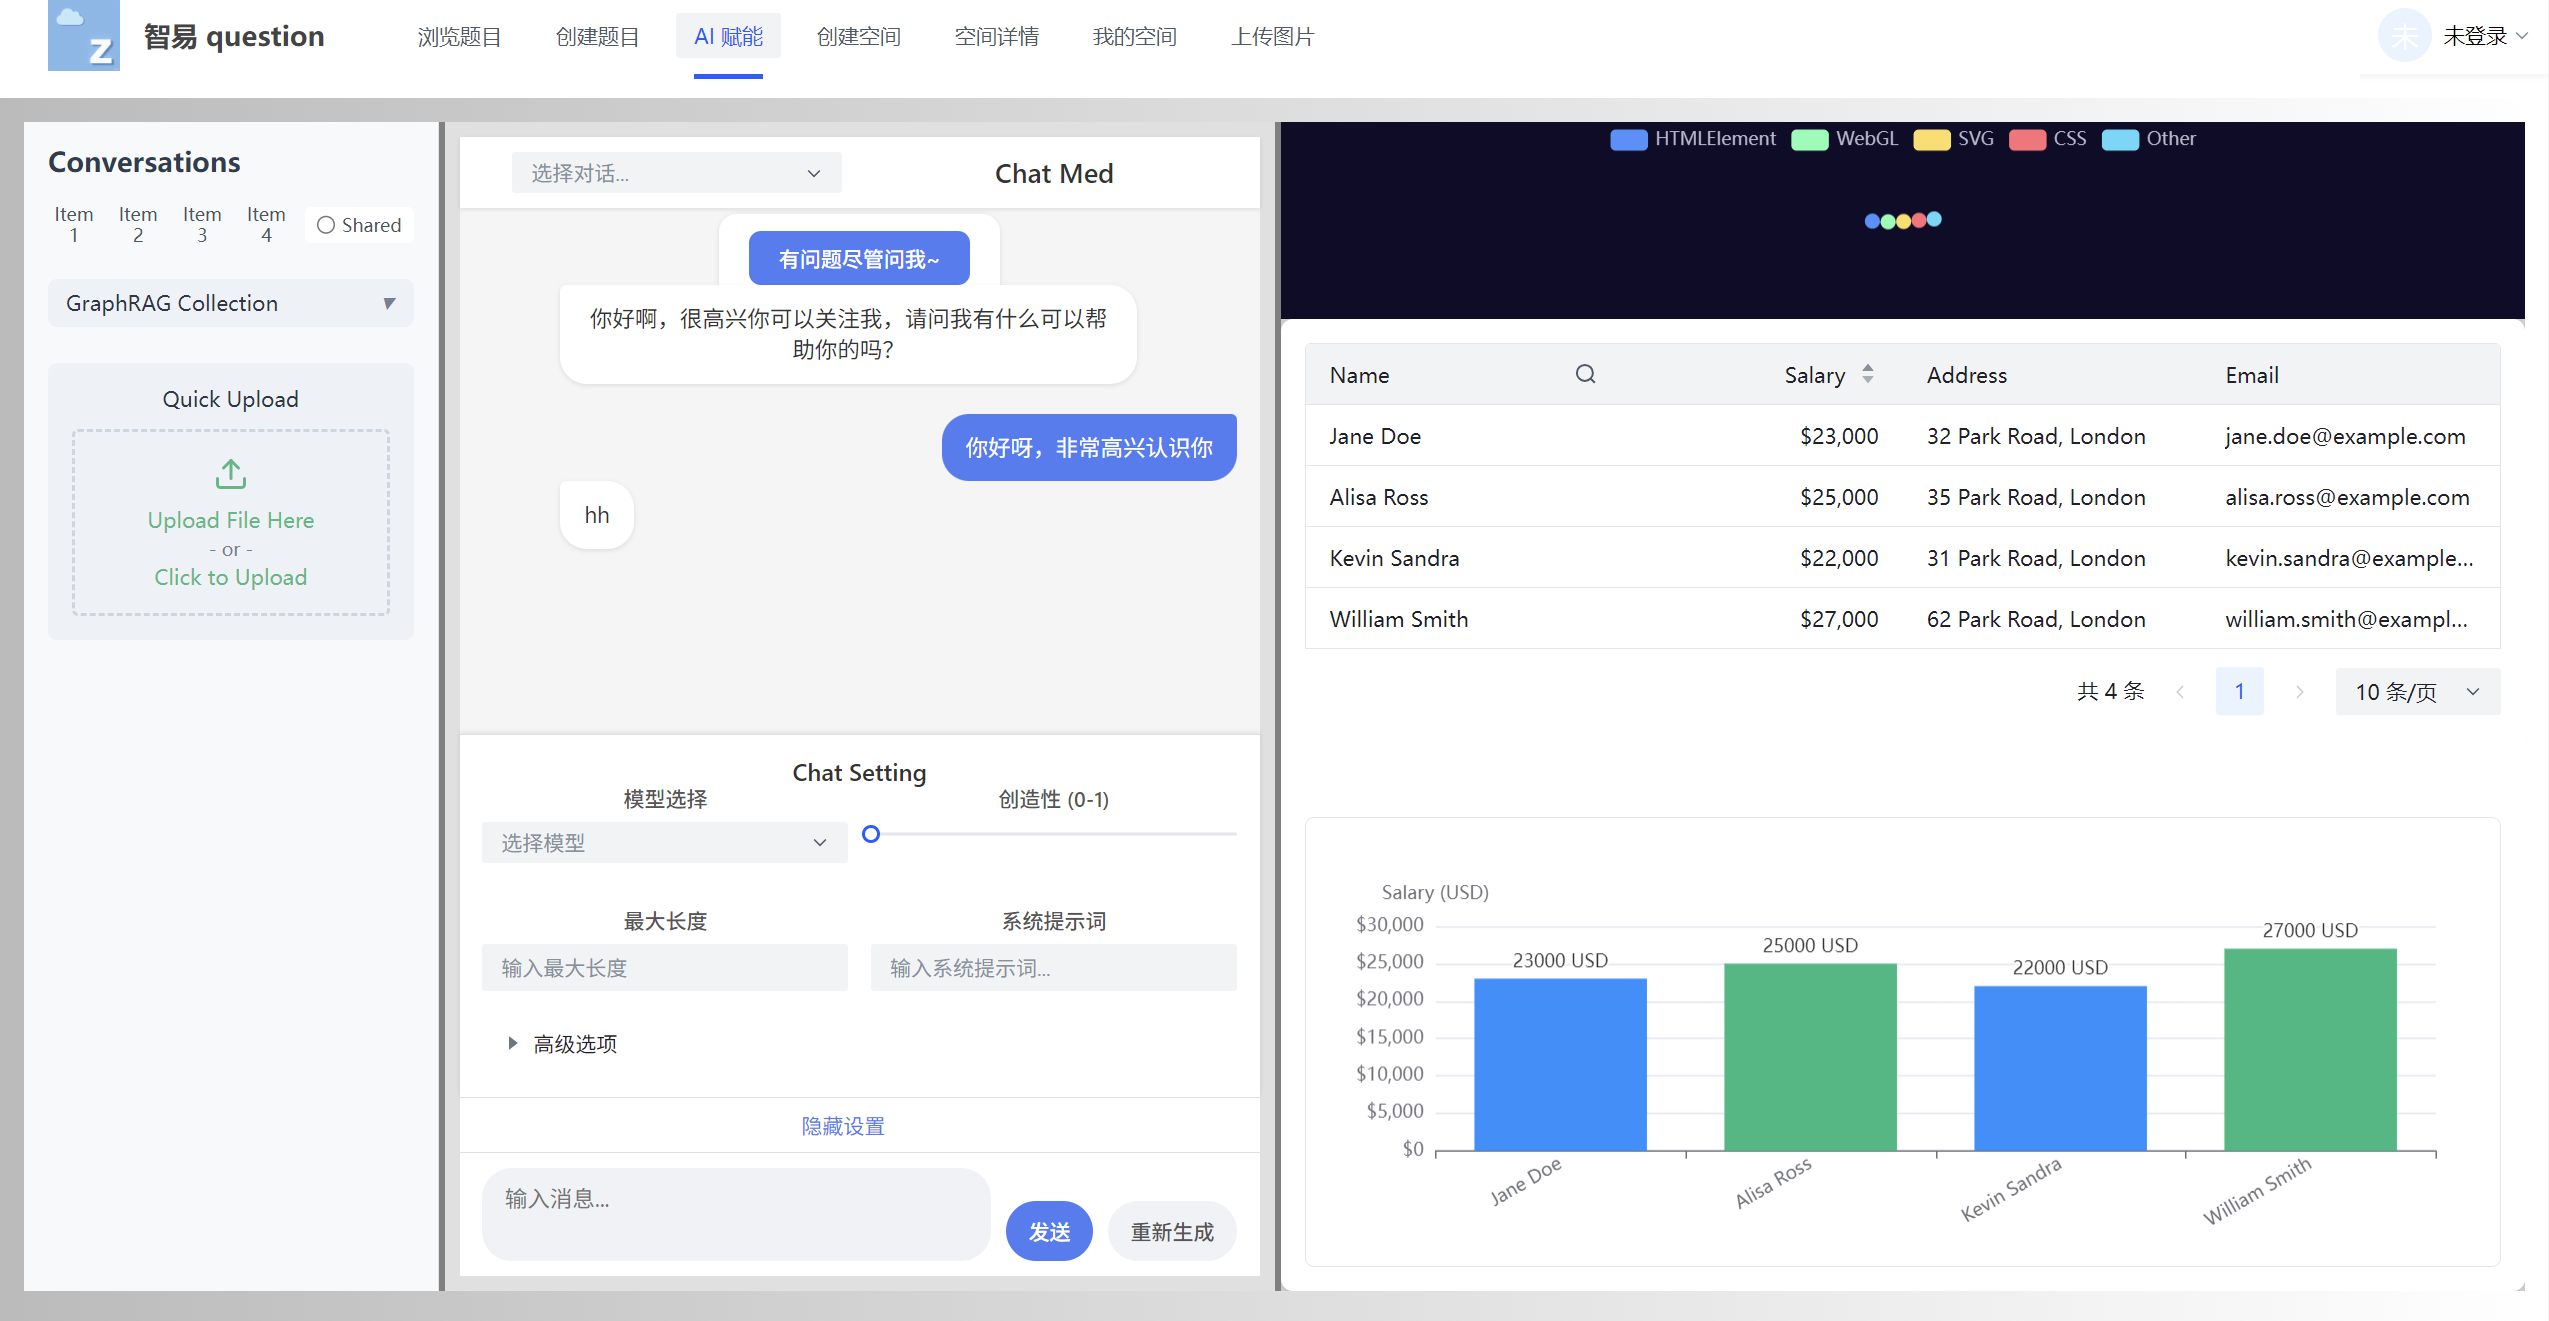 Z
智易 question
浏览题目
创建题目
AI 赋能
创建空间
空间详情
我的空间
上传图片
未
未登录
Conversations
Item 1
Item 2
Item 3
Item 4
Shared
GraphRAG Collection
Quick Upload
Upload File Here
- or -
Click to Upload
选择对话...
Chat Med
有问题尽管问我~
你好啊，很高兴你可以关注我，请问我有什么可以帮
助你的吗？
你好呀，非常高兴认识你
hh
Chat Setting
模型选择
创造性 (0-1)
选择模型
最大长度
系统提示词
输入最大长度
输入系统提示词...
高级选项
隐藏设置
输入消息...
发送
重新生成
HTMLElement WebGL SVG CSS Other
Name Salary Address Email
Jane Doe $23,000 32 Park Road, London jane.doe@example.com
Alisa Ross $25,000 35 Park Road, London alisa.ross@example.com
Kevin Sandra $22,000 31 Park Road, London kevin.sandra@example...
William Smith $27,000 62 Park Road, London william.smith@exampl...
共 4 条
1
10 条/页
Salary (USD)
$30,000
$25,000
$20,000
$15,000
$10,000
$5,000
$0
23000 USD
25000 USD
22000 USD
27000 USD
Jane Doe
Alisa Ross
Kevin Sandra
William Smith